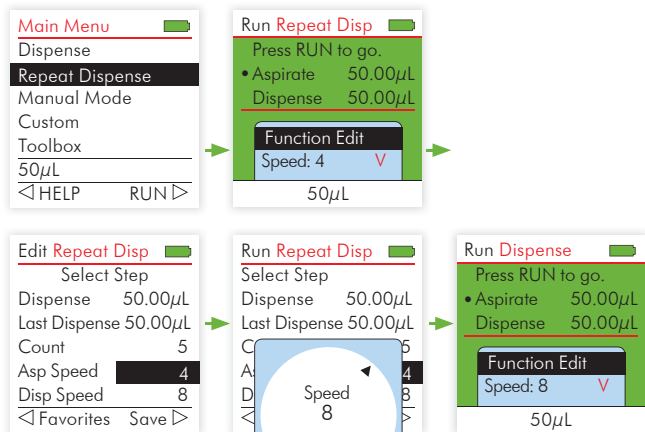 Main Menu
Dispense
Repeat Dispense
Manual Mode
Custom
Toolbox
50µL
◁ HELP RUN ▷
Run Repeat Disp
Press RUN to go.
• Aspirate 50.00µL
Dispense 50.00µL
Function Edit
Speed: 4 V
50µL
Edit Repeat Disp
Select Step
Dispense 50.00µL
Last Dispense 50.00µL
Count 5
Asp Speed 4
Disp Speed 8
◁ Favorites Save ▷
Run Repeat Disp
Select Step
Dispense 50.00µL
Last Dispense 50.00µL
C 5
A 4
D 8
Speed
8
Run Dispense
Press RUN to go.
• Aspirate 50.00µL
Dispense 50.00µL
Function Edit
Speed: 8 V
50µL